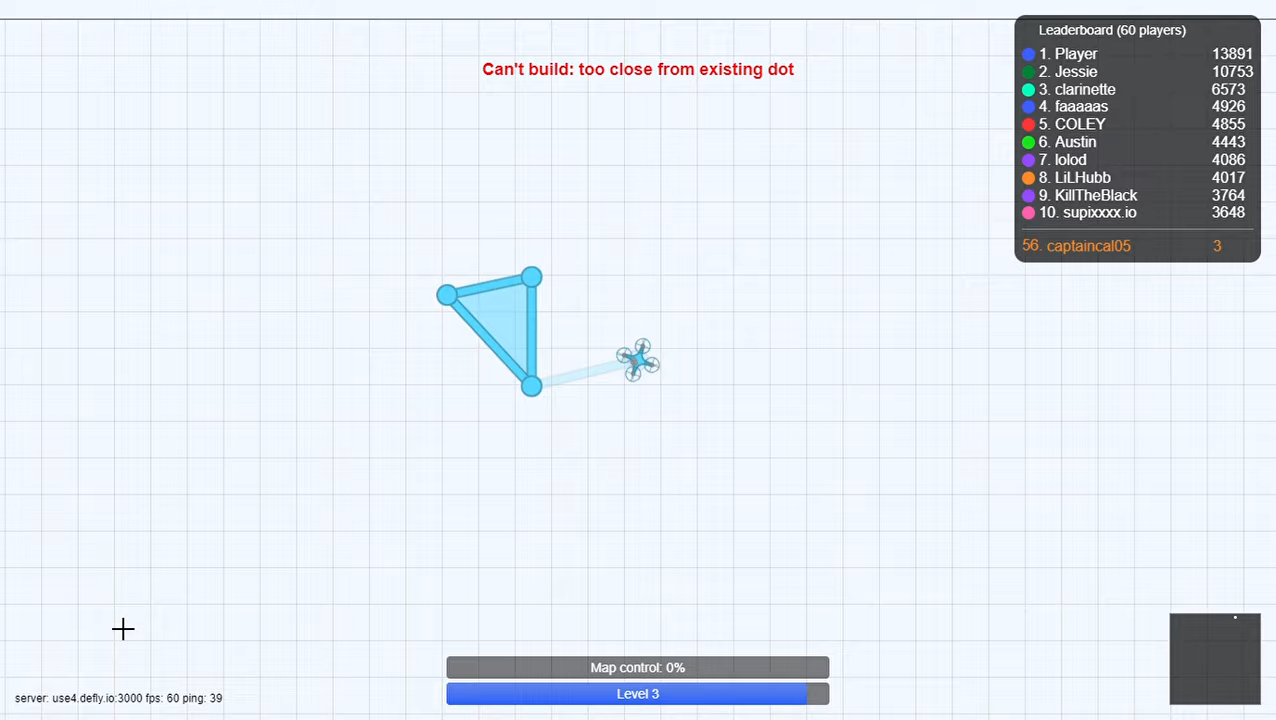 Leaderboard (60 players)
1. Player 13891
Can't build: too close from existing dot
2. Jessie 10753
3. clarinette 6573
4. faaaaas 4926
5. COLEY 4855
6. Austin 4443
7. lolod 4086
8. LiLHubb 4017
9. KillTheBlack 3764
10. supixxxx.io 3648
56. captaincal05 3
Map control: 0%
Level 3
server: use4.defly.io:3000 fps: 60 ping: 39